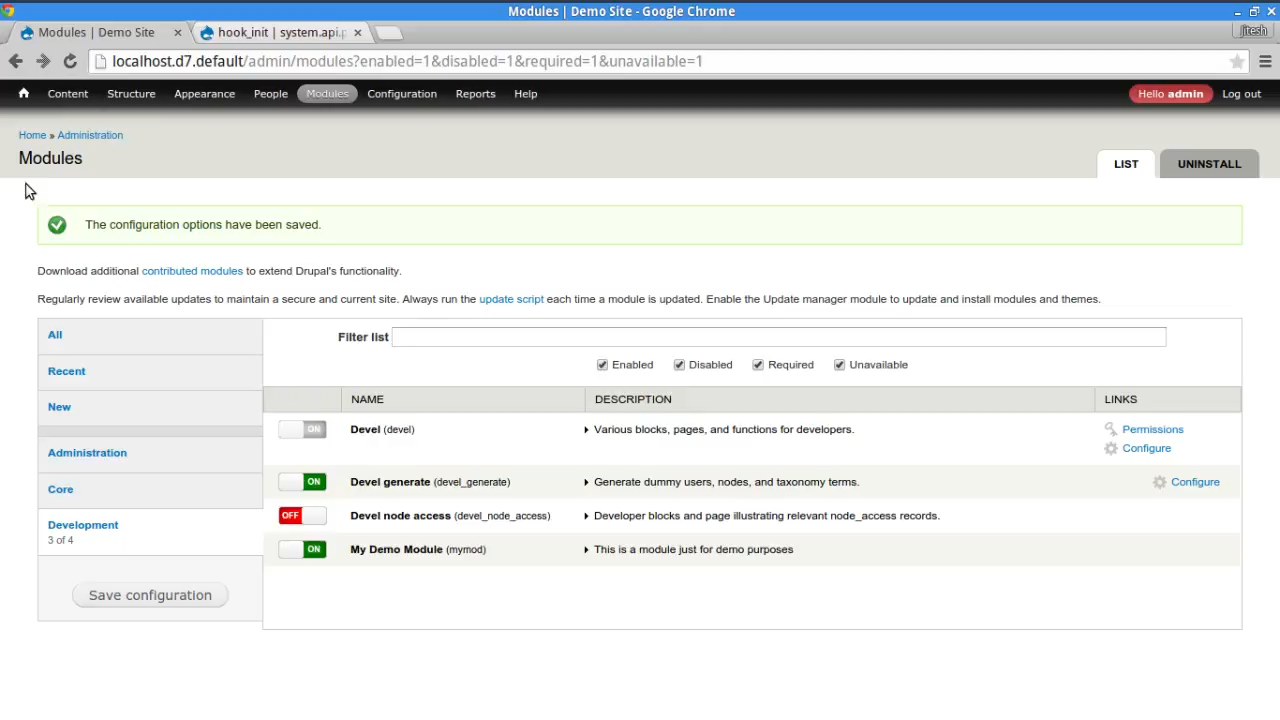 Modules | Demo Site - Google Chrome
Modules | Demo Site × hook_init | system.api. × jitesh
localhost.d7.default/admin/modules?enabled=1&disabled=1&required=1&unavailable=1
Content Structure Appearance People Modules Configuration Reports Help Hello admin Log out
Home » Administration
Modules
LIST UNINSTALL
The configuration options have been saved.
Download additional contributed modules to extend Drupal's functionality.
Regularly review available updates to maintain a secure and current site. Always run the update script each time a module is updated. Enable the Update manager module to update and install modules and themes.
All
Recent
New
Administration
Core
Development
3 of 4
Save configuration
Filter list
Enabled Disabled Required Unavailable
NAME DESCRIPTION LINKS
ON Devel (devel) Various blocks, pages, and functions for developers. Permissions
Configure
ON Devel generate (devel_generate) Generate dummy users, nodes, and taxonomy terms. Configure
OFF Devel node access (devel_node_access) Developer blocks and page illustrating relevant node_access records.
ON My Demo Module (mymod) This is a module just for demo purposes